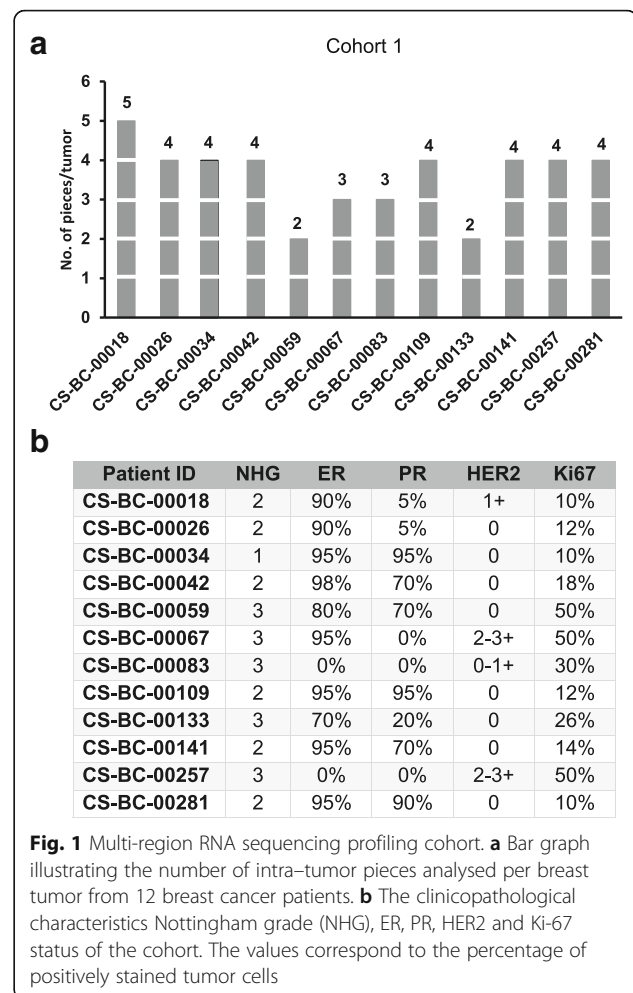 a
Cohort 1
No. of pieces/tumor
6
5
4
3
2
1
0
5 4 4 4 2 3 3 4 2 4 4 4
CS-BC-00018 CS-BC-00026 CS-BC-00034 CS-BC-00042 CS-BC-00059 CS-BC-00067 CS-BC-00083 CS-BC-00109 CS-BC-00133 CS-BC-00141 CS-BC-00257 CS-BC-00281
b
Patient ID NHG ER PR HER2 Ki67
CS-BC-00018 2 90% 5% 1+ 10%
CS-BC-00026 2 90% 5% 0 12%
CS-BC-00034 1 95% 95% 0 10%
CS-BC-00042 2 98% 70% 0 18%
CS-BC-00059 3 80% 70% 0 50%
CS-BC-00067 3 95% 0% 2-3+ 50%
CS-BC-00083 3 0% 0% 0-1+ 30%
CS-BC-00109 2 95% 95% 0 12%
CS-BC-00133 3 70% 20% 0 26%
CS-BC-00141 2 95% 70% 0 14%
CS-BC-00257 3 0% 0% 2-3+ 50%
CS-BC-00281 2 95% 90% 0 10%
Fig. 1 Multi-region RNA sequencing profiling cohort. a Bar graph
illustrating the number of intra–tumor pieces analysed per breast
tumor from 12 breast cancer patients. b The clinicopathological
characteristics Nottingham grade (NHG), ER, PR, HER2 and Ki-67
status of the cohort. The values correspond to the percentage of
positively stained tumor cells